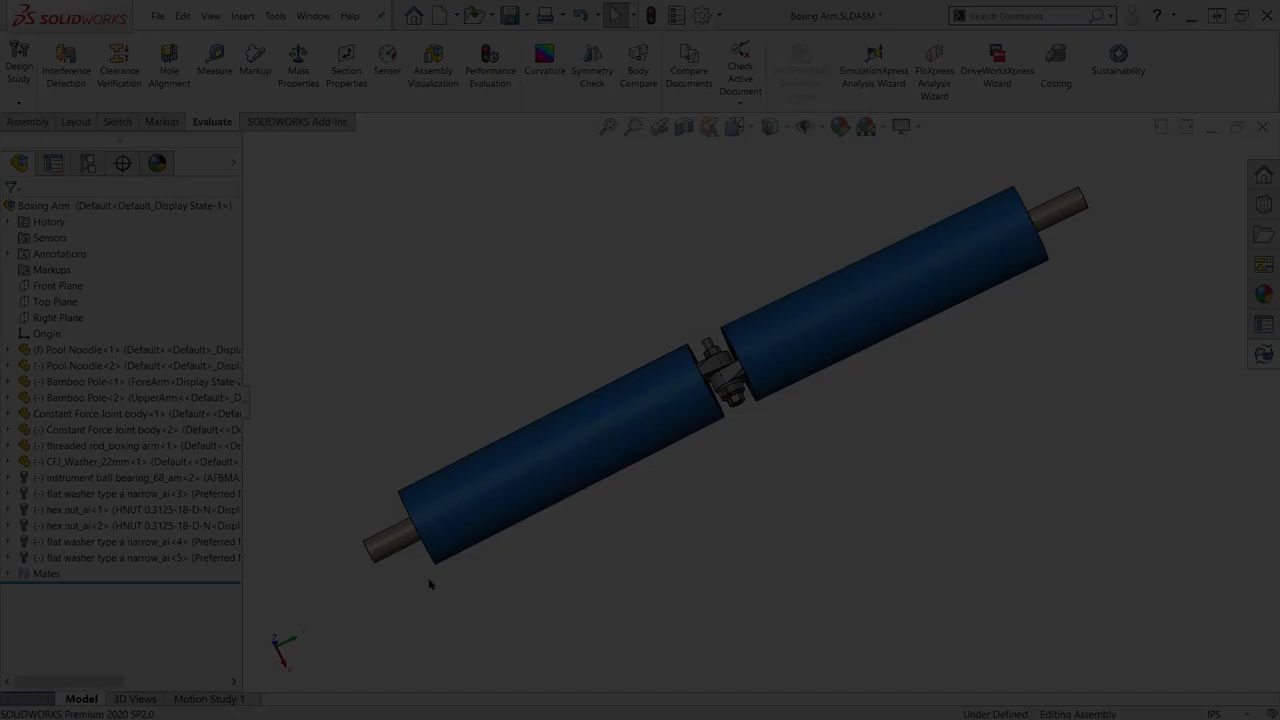 SOLIDWORKS File Edit View Insert Tools Window Help Boxing Arm.SLDASM * Search Commands
Design Study
Interference Detection
Clearance Verification
Hole Alignment
Measure
Markup
Mass Properties
Section Properties
Sensor
Assembly Visualization
Performance Evaluation
Curvature
Symmetry Check
Body Compare
Compare Documents
Check Active Document
SimulationXpress Analysis Wizard
FloXpress Analysis Wizard
DriveWorksXpress Wizard
Costing
Sustainability
Assembly Layout Sketch Markup Evaluate SOLIDWORKS Add-Ins
Boxing Arm (Default<Default_Display State-1>)
History
Sensors
Annotations
Markups
Front Plane
Top Plane
Right Plane
Origin
(f) Pool Noodle<1> (Default<<Default>_Displa
(-) Pool Noodle<2> (Default<<Default>_Displa
(-) Bamboo Pole<1> (ForeArm<Display State-2
(-) Bamboo Pole<2> (UpperArm<<Default>_D
Constant Force Joint body<1> (Default<<Defau
(-) Constant Force Joint body<2> (Default<<De
(-) threaded rod_boxing arm<1> (Default<<Def
(-) CFJ_Washer_22mm<1> (Default<<Default>_
(-) instrument ball bearing_68_am<2> (AFBMA
(-) flat washer type a narrow_ai<3> (Preferred N
(-) hex nut_ai<1> (HNUT 0.3125-18-D-N<Displ
(-) hex nut_ai<2> (HNUT 0.3125-18-D-N<Displ
(-) flat washer type a narrow_ai<4> (Preferred N
(-) flat washer type a narrow_ai<5> (Preferred N
Mates
Z
Model 3D Views Motion Study 1
SOLIDWORKS Premium 2020 SP2.0 Under Defined Editing Assembly IPS